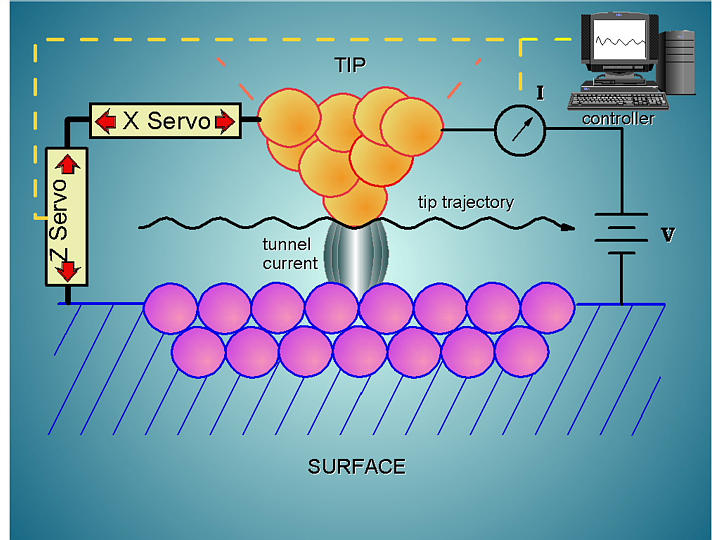 TIP
I
controller
X Servo
Z Servo
tip trajectory
tunnel
current
V
SURFACE